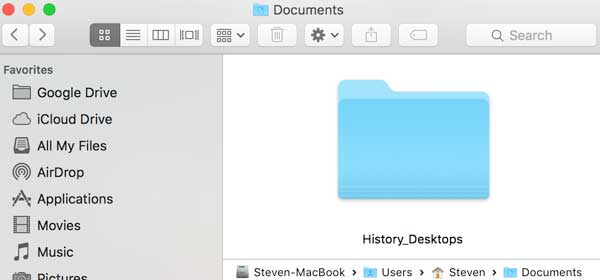 Documents
Search
Favorites
Google Drive
iCloud Drive
All My Files
AirDrop
Applications
Movies
Music
Pictures
History_Desktops
Steven-MacBook > Users > Steven > Documents